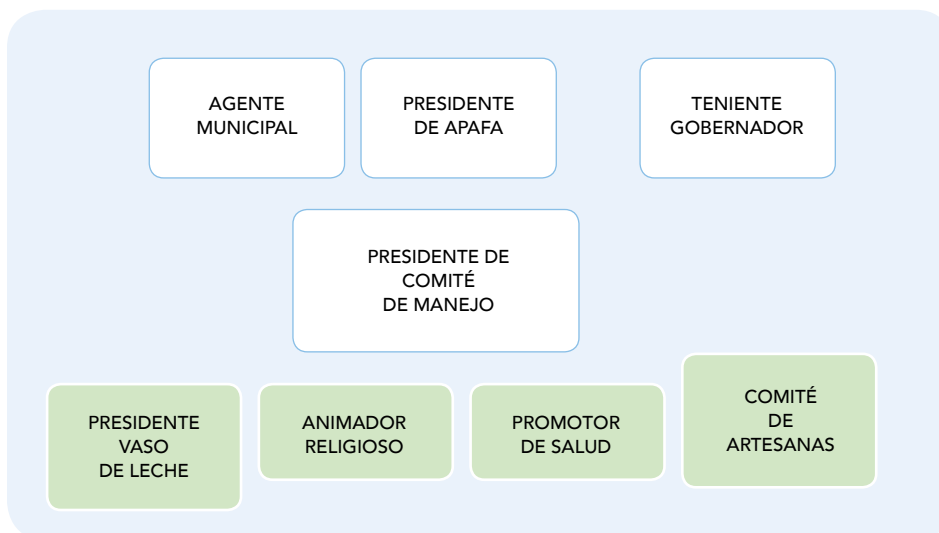 AGENTE
MUNICIPAL
PRESIDENTE
DE APAFA
TENIENTE
GOBERNADOR
PRESIDENTE DE
COMITÉ
DE MANEJO
PRESIDENTE
VASO
DE LECHE
ANIMADOR
RELIGIOSO
PROMOTOR
DE SALUD
COMITÉ
DE
ARTESANAS